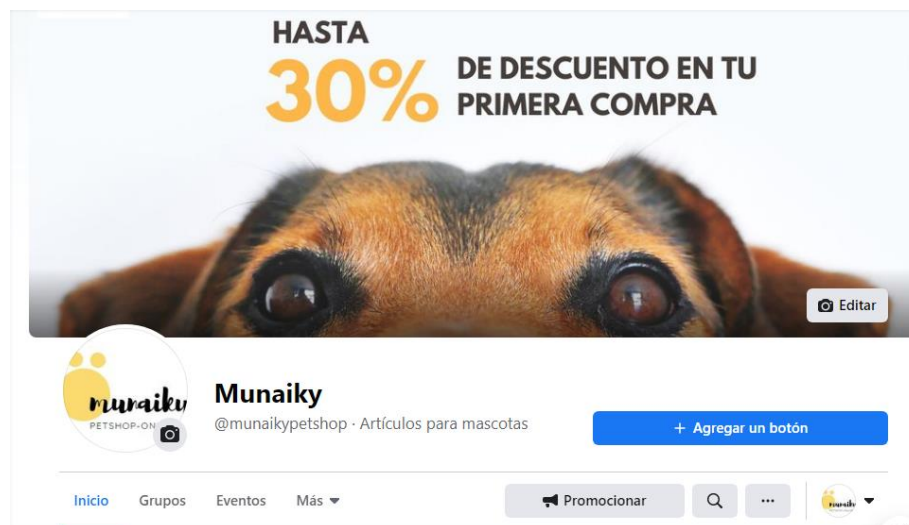 HASTA
30%
DE DESCUENTO EN TU
PRIMERA COMPRA
Editar
munaiky
PETSHOP-ON
Munaiky
@munaikypetshop · Artículos para mascotas
+ Agregar un botón
Inicio
Grupos
Eventos
Más
Promocionar
...
munaiky